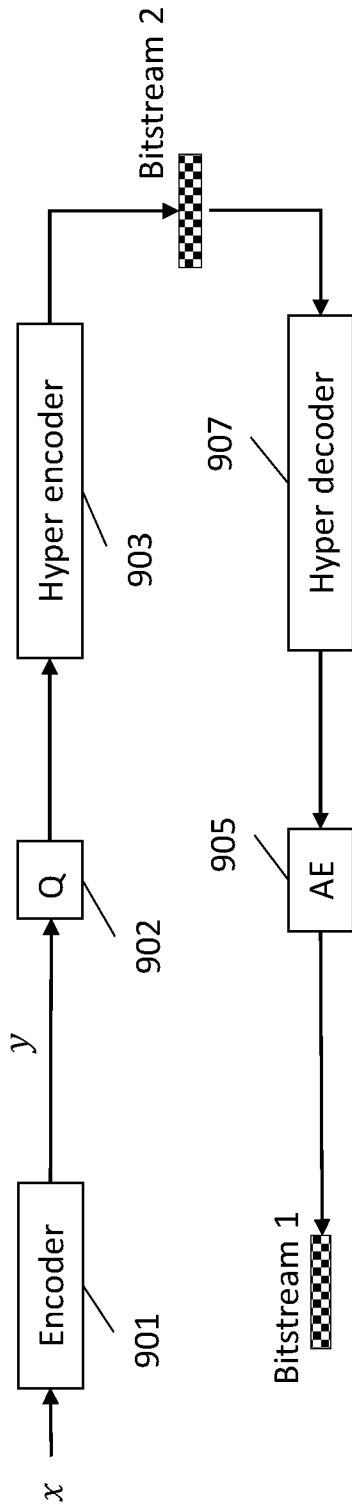 x
Encoder
901
y
Q
902
Hyper encoder
903
Bitstream 2
Hyper decoder
907
AE
905
Bitstream 1